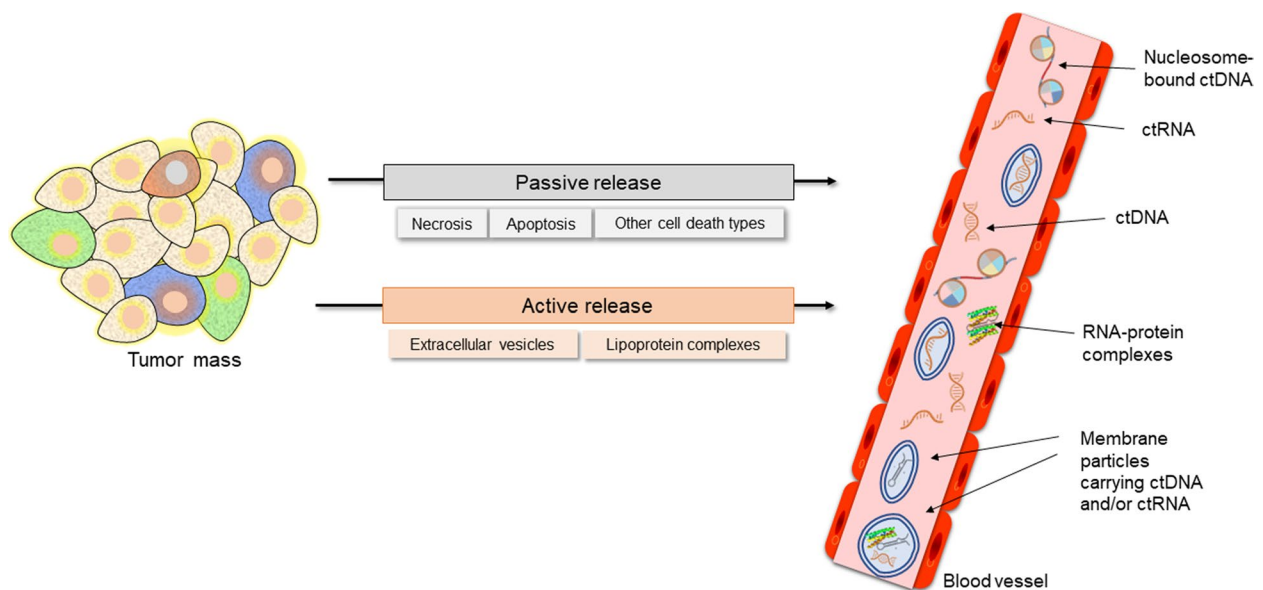 Tumor mass
Passive release
Necrosis
Apoptosis
Other cell death types
Active release
Extracellular vesicles
Lipoprotein complexes
Nucleosome-
bound ctDNA
ctRNA
ctDNA
RNA-protein
complexes
Membrane
particles
carrying ctDNA
and/or ctRNA
Blood vessel